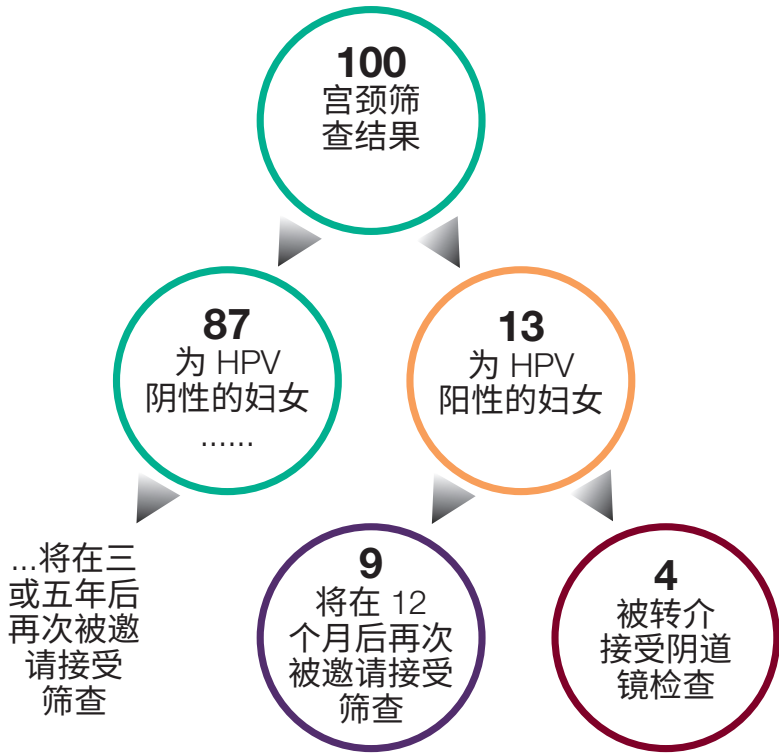 100
宫颈筛
查结果
87
为 HPV
阴性的妇女
......
13
为 HPV
阳性的妇女
...将在三
或五年后
再次被邀
请接受
筛查
9
将在 12
个月后再次
被邀请接受
筛查
4
被转介
接受阴道
镜检查